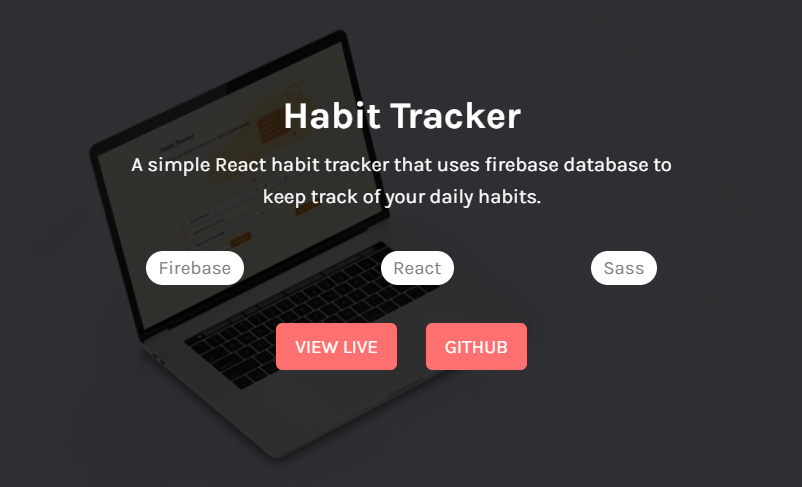 Habit Tracker
A simple React habit tracker that uses firebase database to
keep track of your daily habits.
Firebase React Sass
VIEW LIVE GITHUB